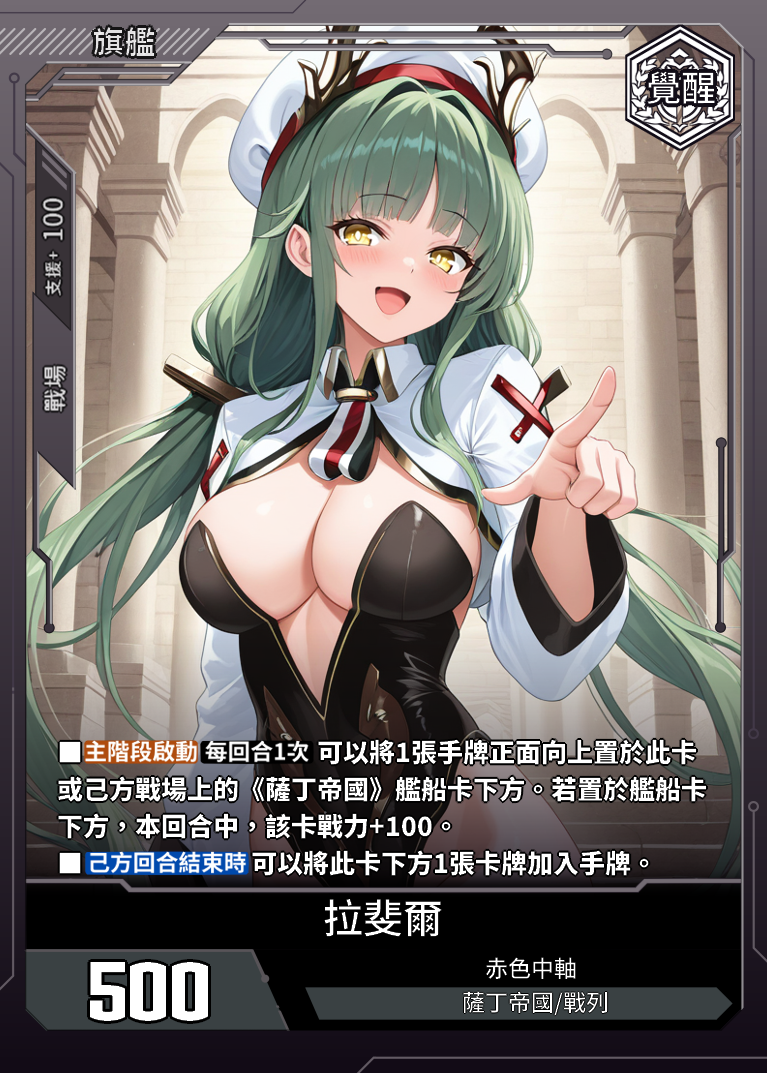 旗艦
覺醒
支援+ 100
戰場
■主階段啟動 每回合1次 可以將1張手牌正面向上置於此卡
或己方戰場上的《薩丁帝國》艦船卡下方。若置於艦船卡
下方，本回合中，該卡戰力+100。
■己方回合結束時 可以將此卡下方1張卡牌加入手牌。
拉斐爾
500
赤色中軸
薩丁帝國/戰列